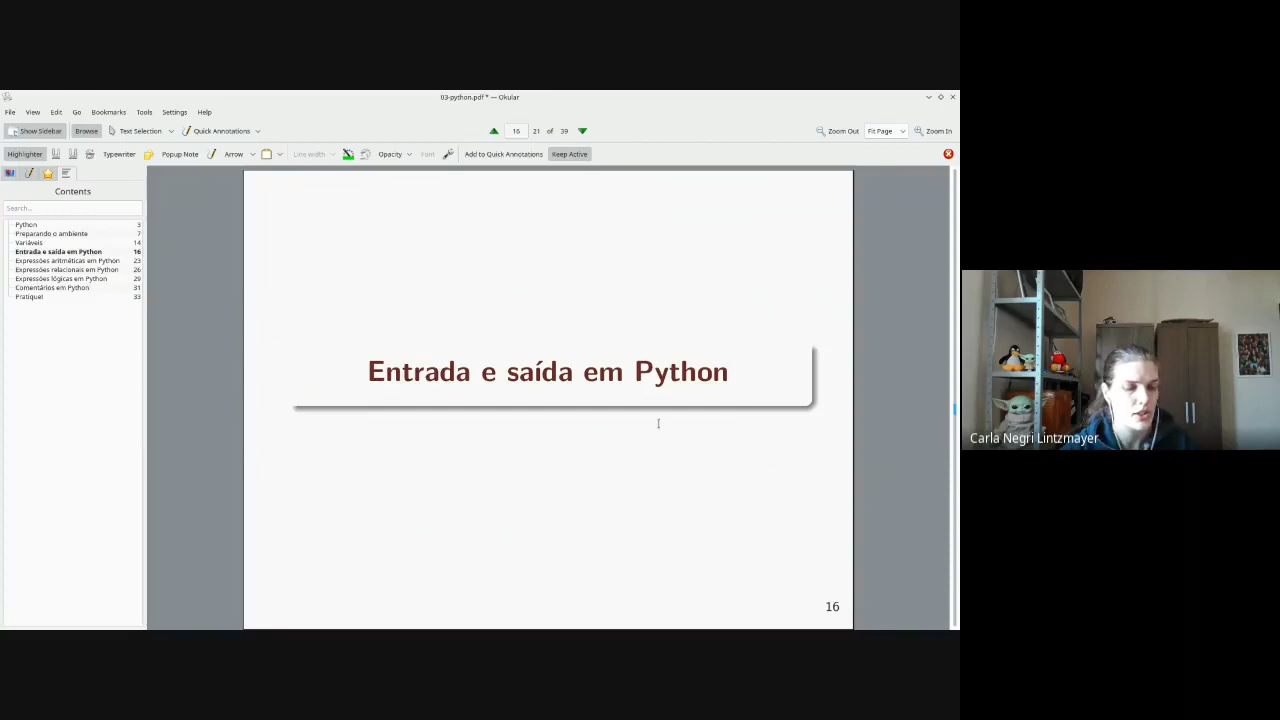 03-python.pdf * — Okular
File View Edit Go Bookmarks Tools Settings Help
Show Sidebar Browse Text Selection Quick Annotations 16 21 of 39 Zoom Out Fit Page Zoom In
Highlighter Typewriter Popup Note Arrow Line width Opacity Font Add to Quick Annotations Keep Active
Contents
Search...
Python 3
Preparando o ambiente 7
Variáveis 14
Entrada e saída em Python 16
Expressões aritméticas em Python 23
Expressões relacionais em Python 26
Expressões lógicas em Python 29
Comentários em Python 31
Pratique! 33
Entrada e saída em Python
16
Carla Negri Lintzmayer